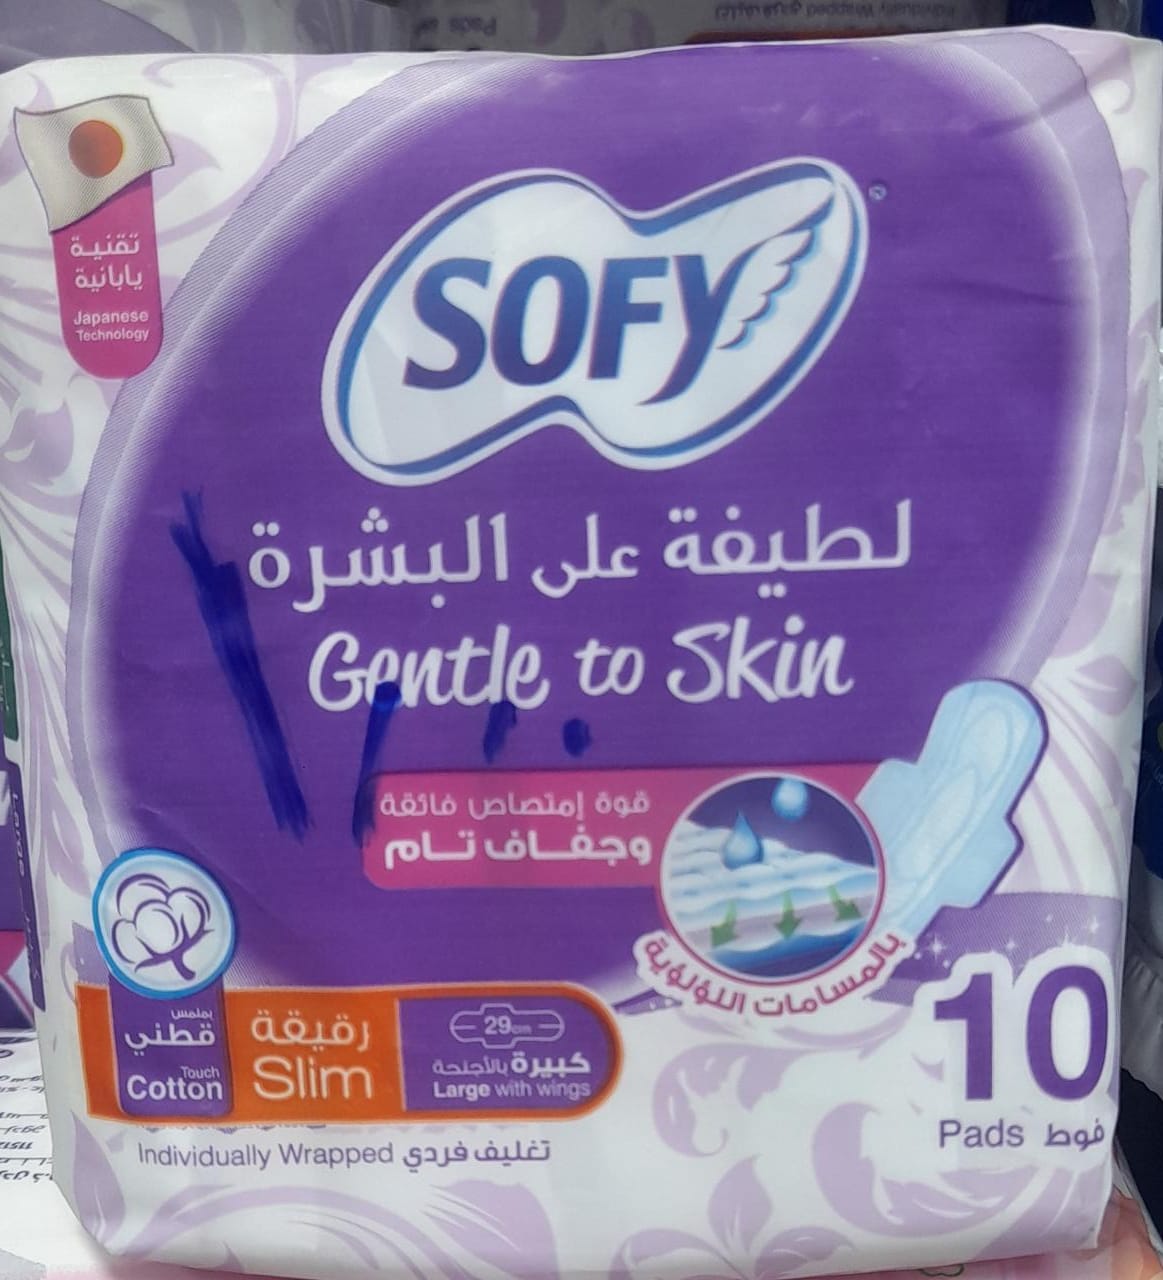 تقنية
يابانية
Japanese
Technology
SOFY
لطيفة على البشرة
Gentle to Skin
قوة إمتصاص فائقة
وجفاف تام
بالمسامات اللؤلؤية
بملمس
قطني
Touch
Cotton
رقيقة
Slim
29cm
كبيرة بالأجنحة
Large with wings
10
Pads فوط
Individually Wrapped تغليف فردي